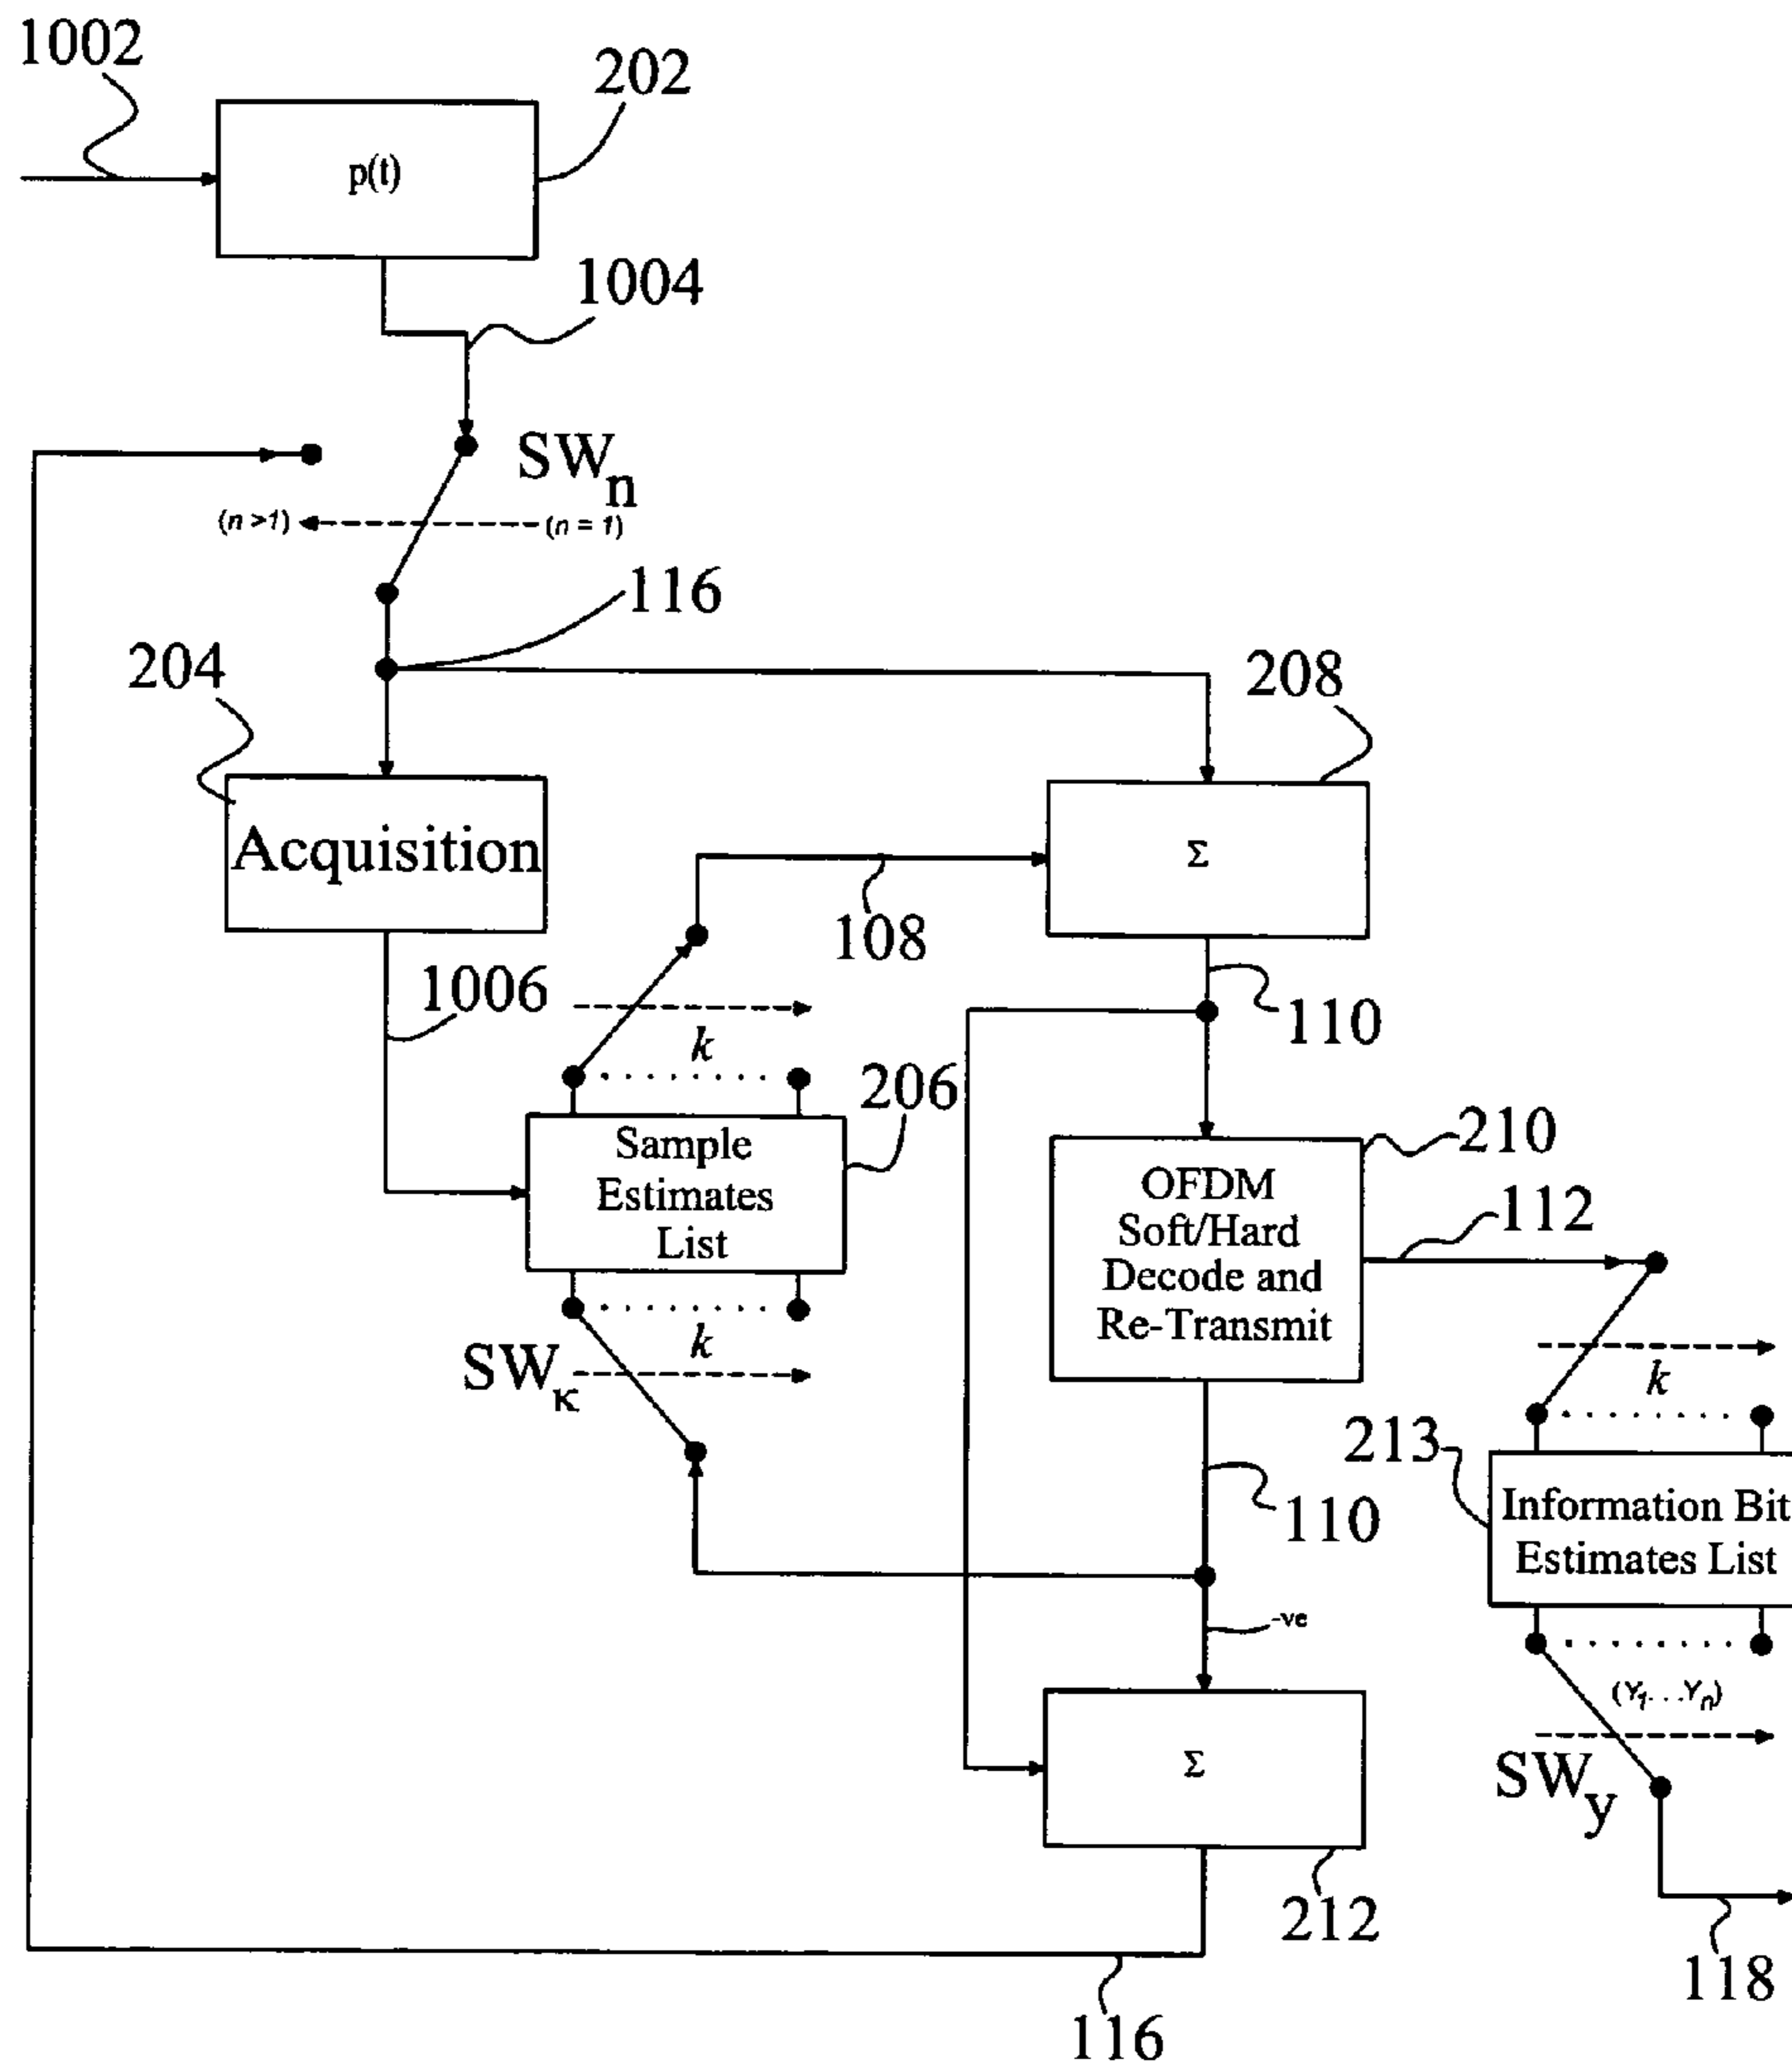 1002
202
p(t)
1004
SWn
(n >1)
(n = 1)
116
204
208
Acquisition
Σ
108
1006
110
k
206
Sample
Estimates
List
210
OFDM
Soft/Hard
Decode and
Re-Transmit
112
k
SWκ
k
213
110
Information Bit
Estimates List
-ve
(Y1. . .Yn)
Σ
SWy
212
118
116